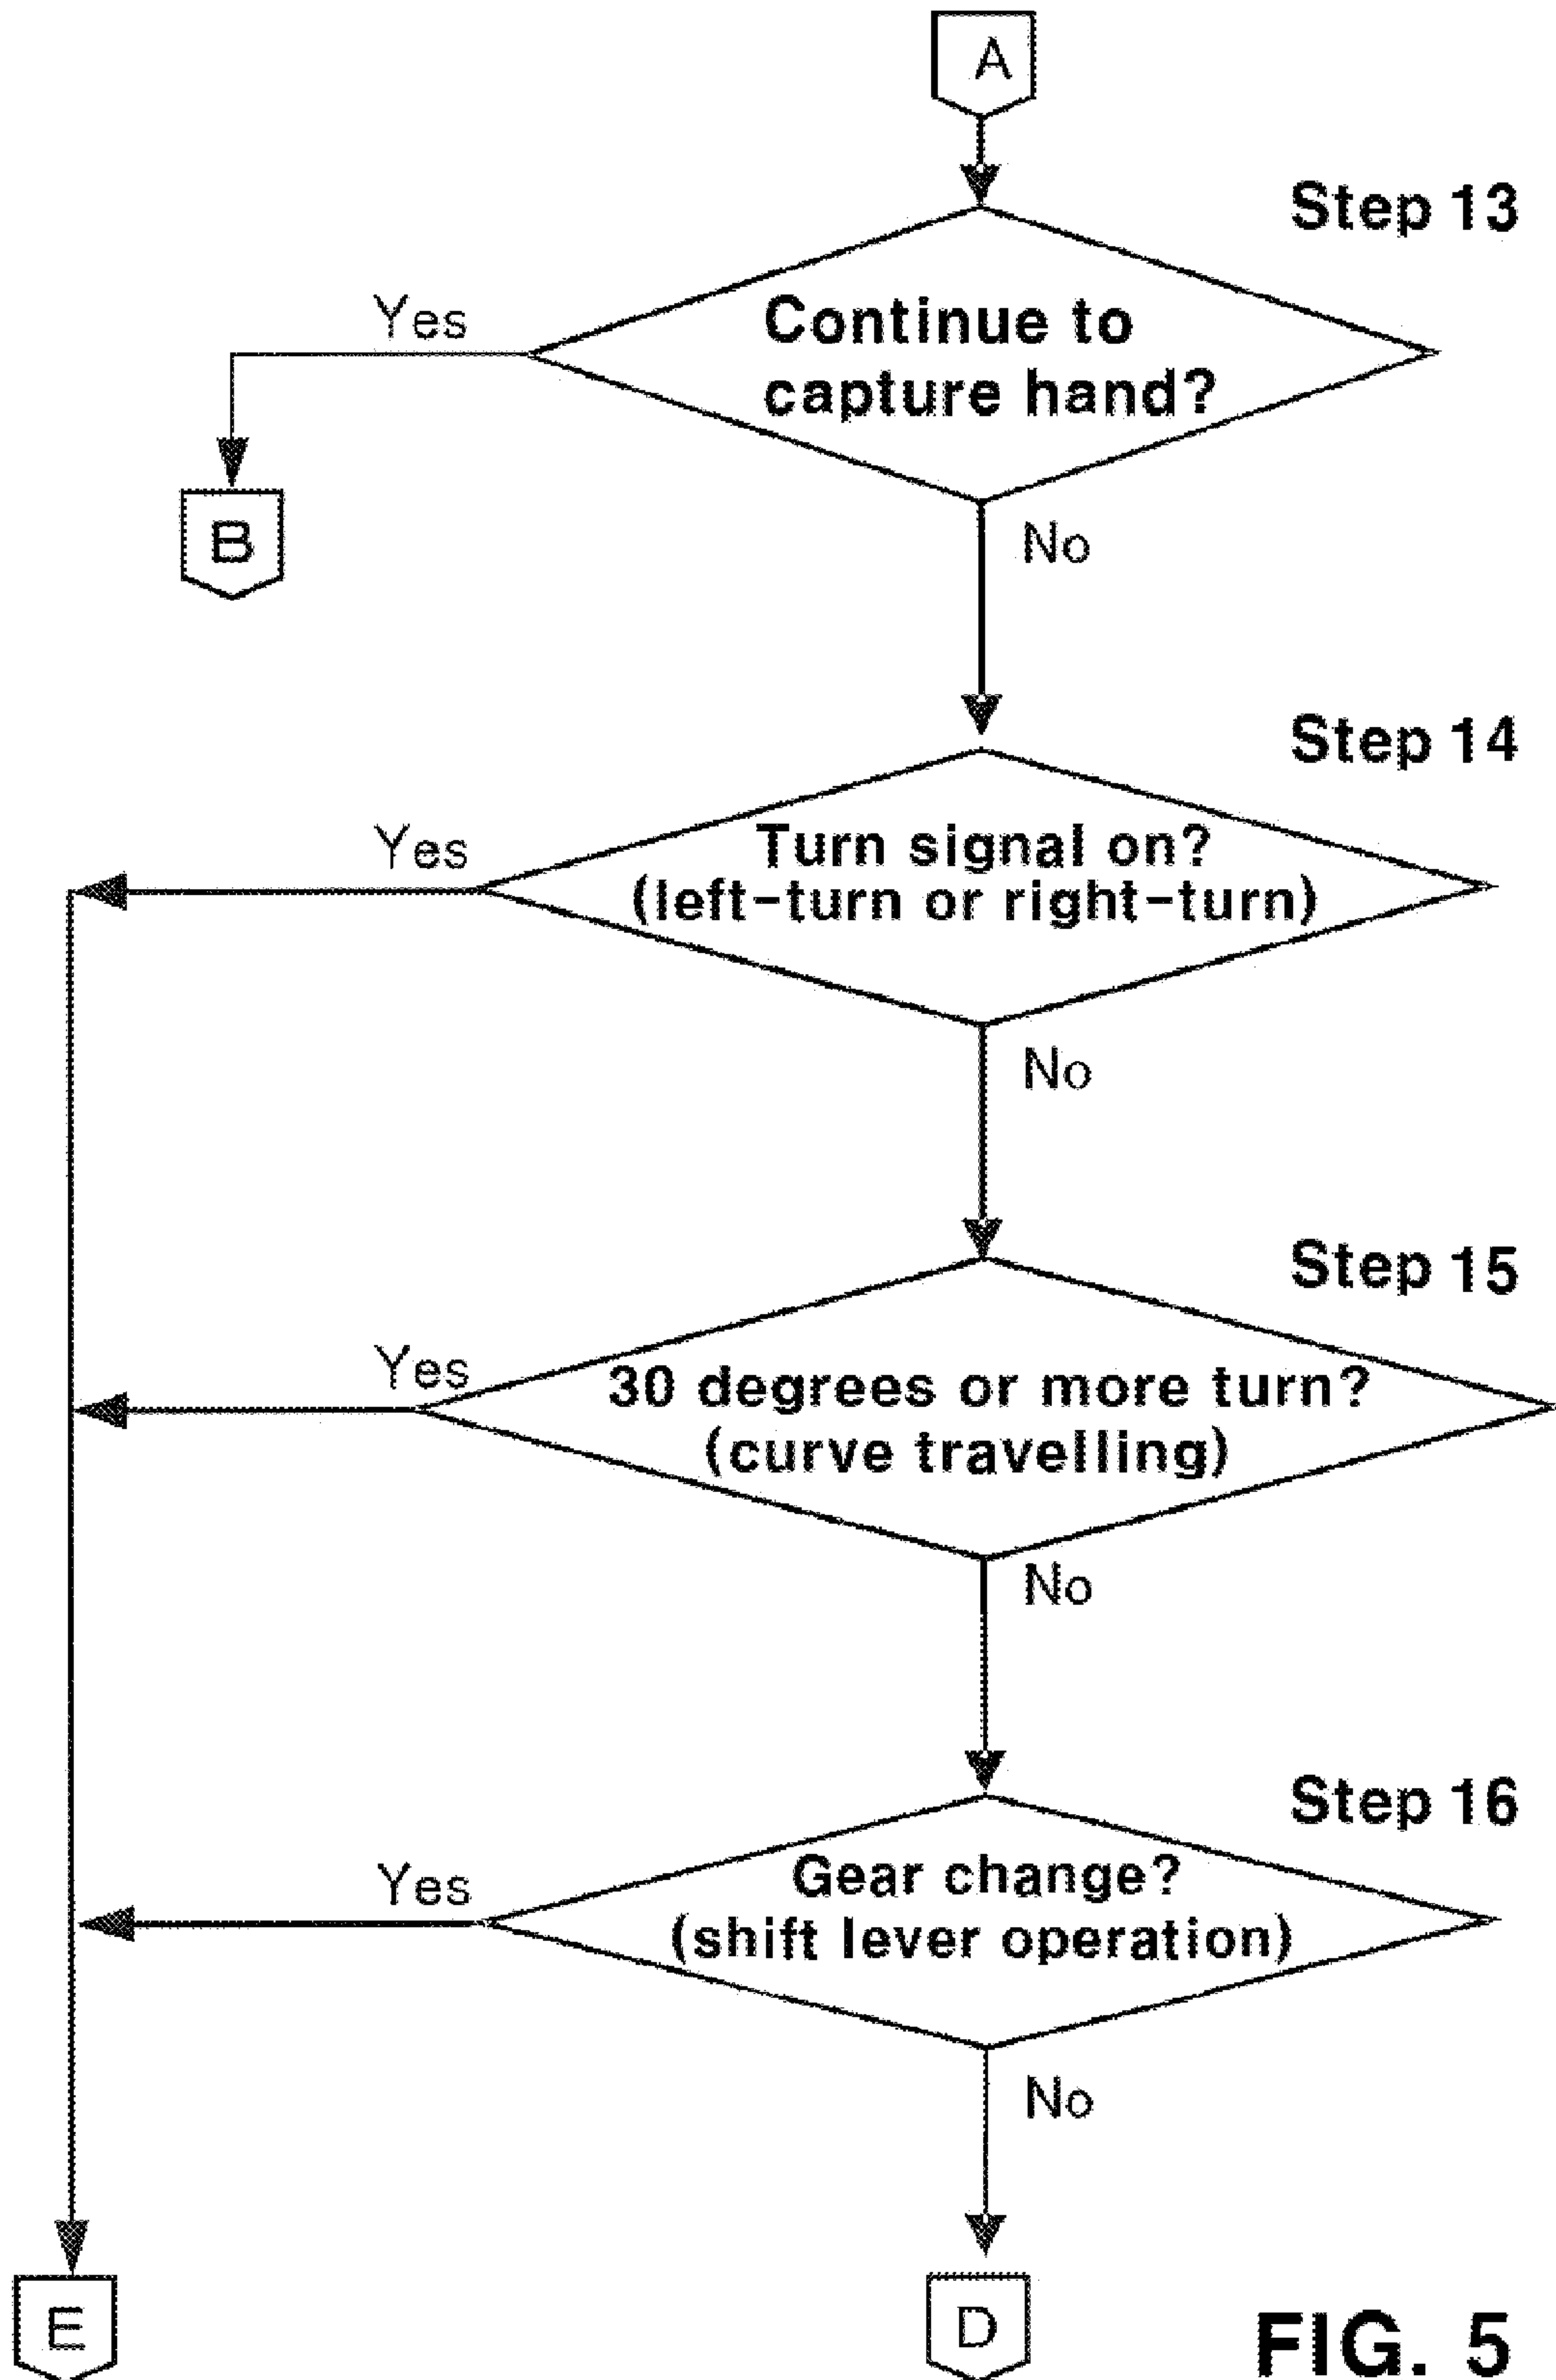 A
Step 13
Yes
Continue to
capture hand?
B
No
Step 14
Yes
Turn signal on?
(left-turn or right-turn)
No
Step 15
Yes
30 degrees or more turn?
(curve travelling)
No
Step 16
Yes
Gear change?
(shift lever operation)
No
E
D
FIG. 5